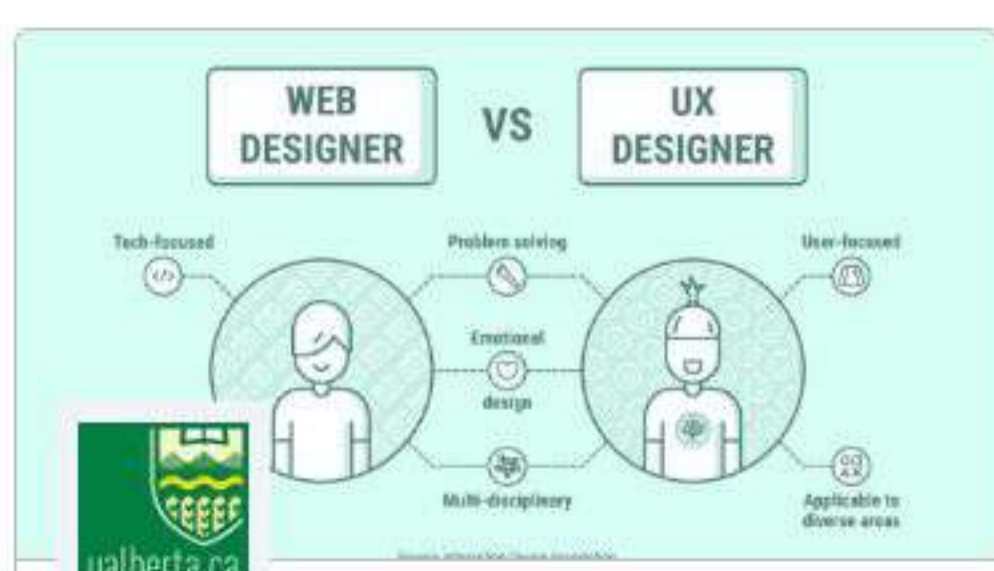 WEB
DESIGNER
VS
UX
DESIGNER
Tech-focused
Problem solving
User-focused
</>
Emotional
design
Multi-disciplinary
Applicable to
diverse areas
ualberta.ca